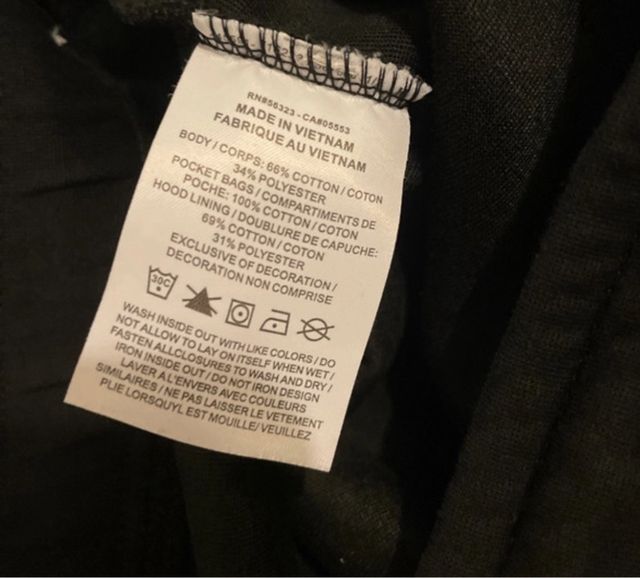 RN#56323 - CA#05553
MADE IN VIETNAM
FABRIQUE AU VIETNAM
BODY / CORPS: 66% COTTON / COTON
34% POLYESTER
POCKET BAGS / COMPARTIMENTS DE
POCHE: 100% COTTON / COTON
HOOD LINING / DOUBLURE DE CAPUCHE:
69% COTTON / COTON
31% POLYESTER
EXCLUSIVE OF DECORATION /
DECORATION NON COMPRISE
30C
WASH INSIDE OUT WITH LIKE COLORS / DO
NOT ALLOW TO LAY ON ITSELF WHEN WET /
FASTEN ALLCLOSURES TO WASH AND DRY /
IRON INSIDE OUT / DO NOT IRON DESIGN
LAVER A L'ENVERS AVEC COULEURS
SIMILAIRES / NE PAS LAISSER LE VETEMENT
PLIE LORSQUYL EST MOUILLE/ VEUILLEZ